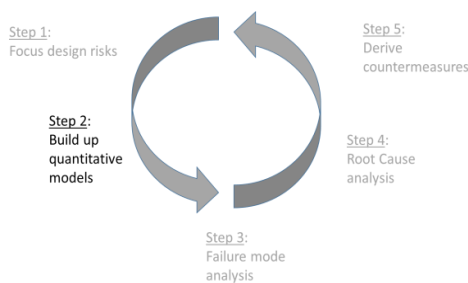 Step 1:
Focus design risks
Step 2:
Build up
quantitative
models
Step 3:
Failure mode
analysis
Step 4:
Root Cause
analysis
Step 5:
Derive
countermeasures